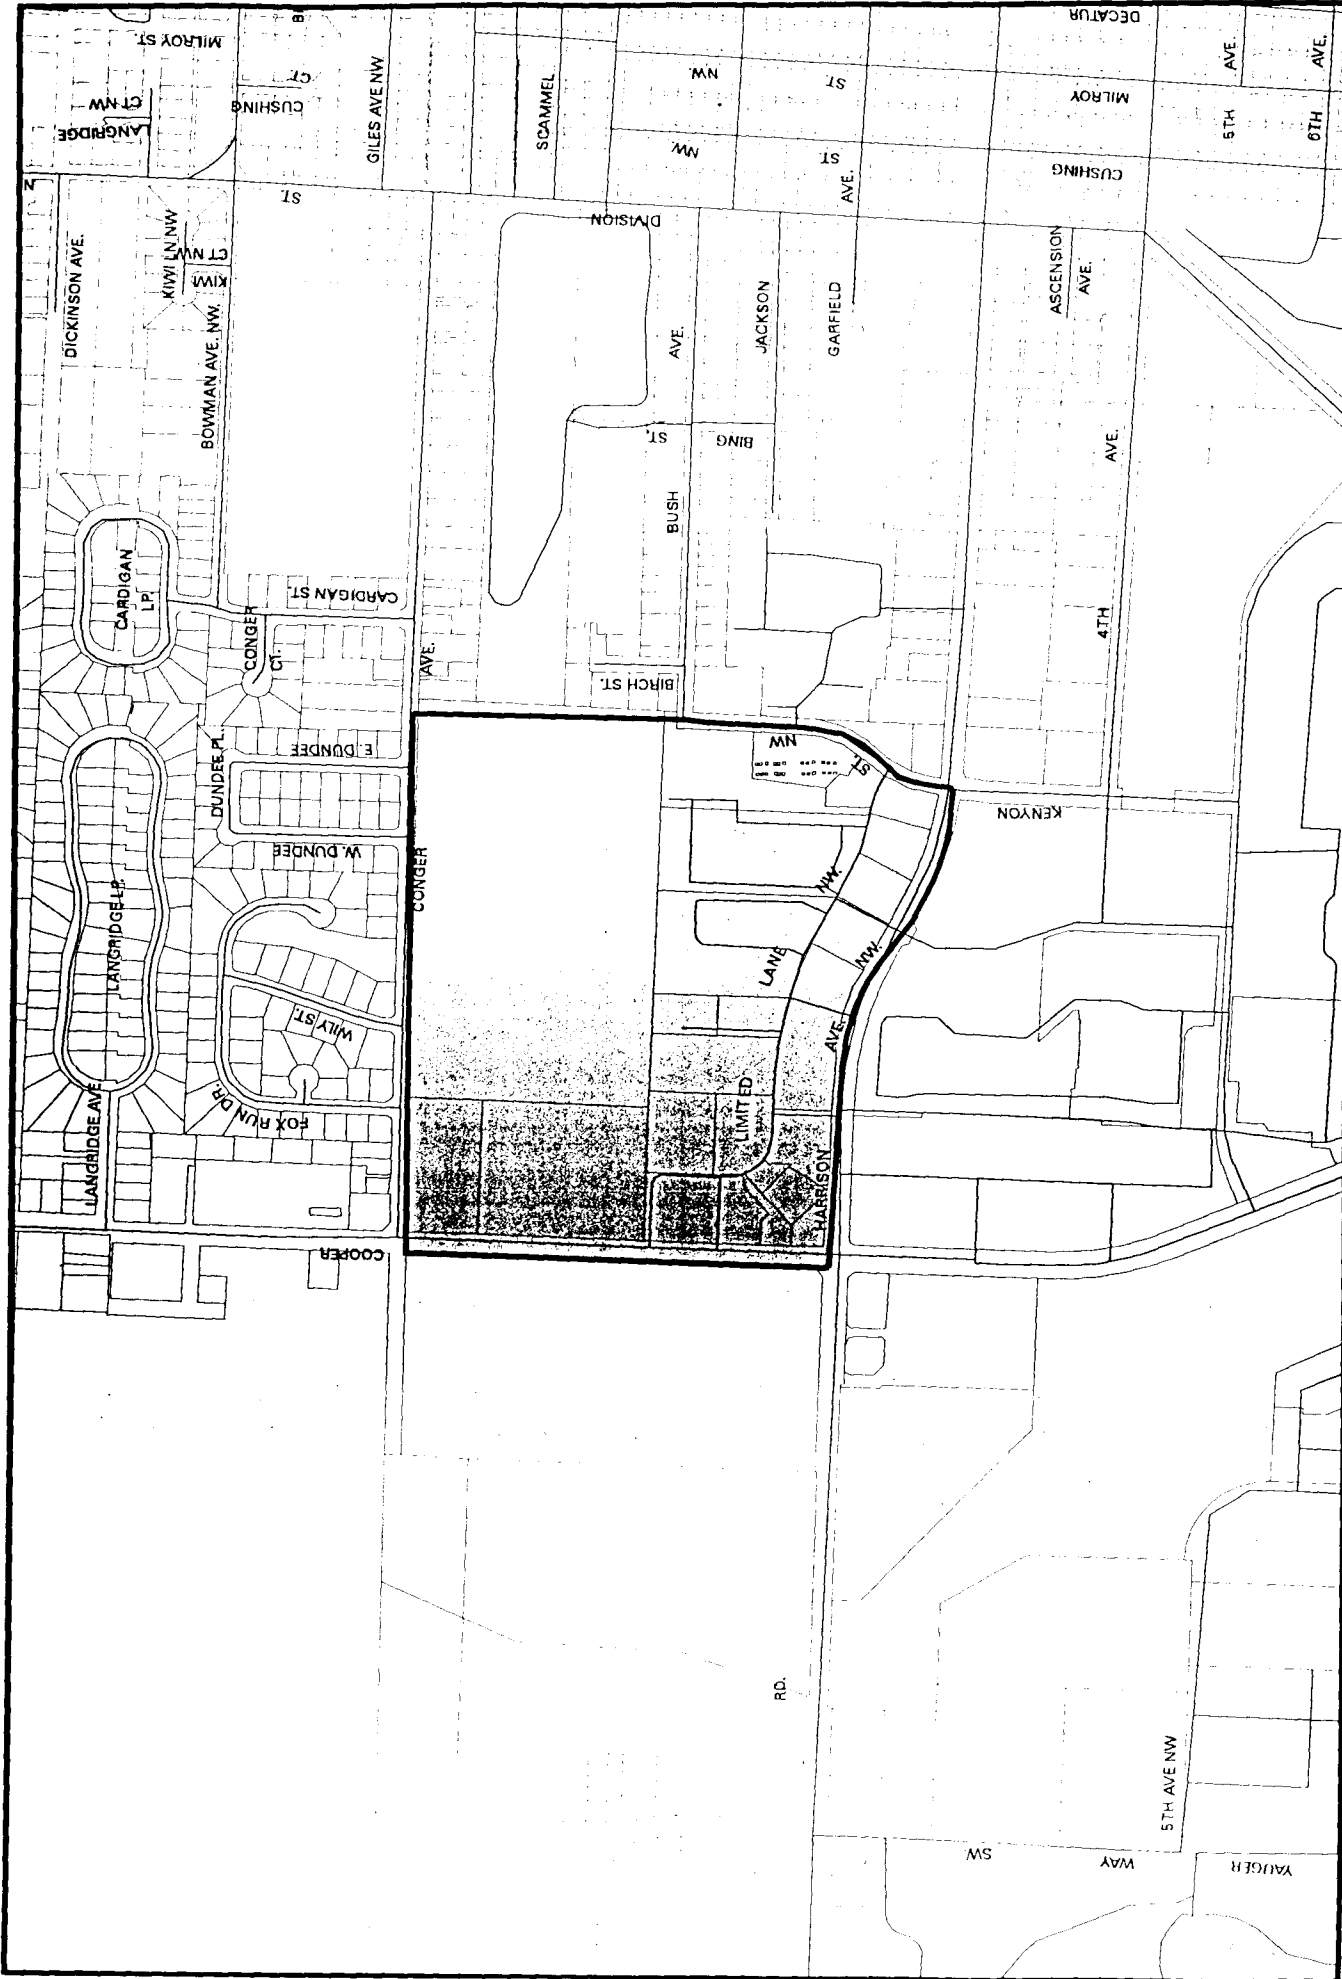 MILROY ST
B
CT
CUSHING
GILES AVE NW
SCAMMEL
NW.
ST
DECATUR
MILROY
AVE.
AVE.
CT NW
LANGRIDGE
NW
ST.
AVE.
CUSHING
5TH
6TH
N
ST.
DIVISION
DICKINSON AVE.
KIWI LN NW
CT NW
KIWI
BOWMAN AVE. NW.
AVE.
JACKSON
GARFIELD
ASCENSION
AVE.
ST.
BING
AVE.
BUSH
CARDIGAN
LP.
CARDIGAN ST.
CONGER
CT.
AVE.
BIRCH ST.
4TH
DUNDEE PL.
E. DUNDEE
NW
ST.
KENYON
W. DUNDEE
CONGER
NW.
LANGRIDGE LP.
LANE
NW.
WILY ST.
AVE.
FOX RUN DR.
LIMITED
LANGRIDGE AVE
HARRISON
COOPER
RD.
5TH AVE NW
SW
WAY
YAUGER